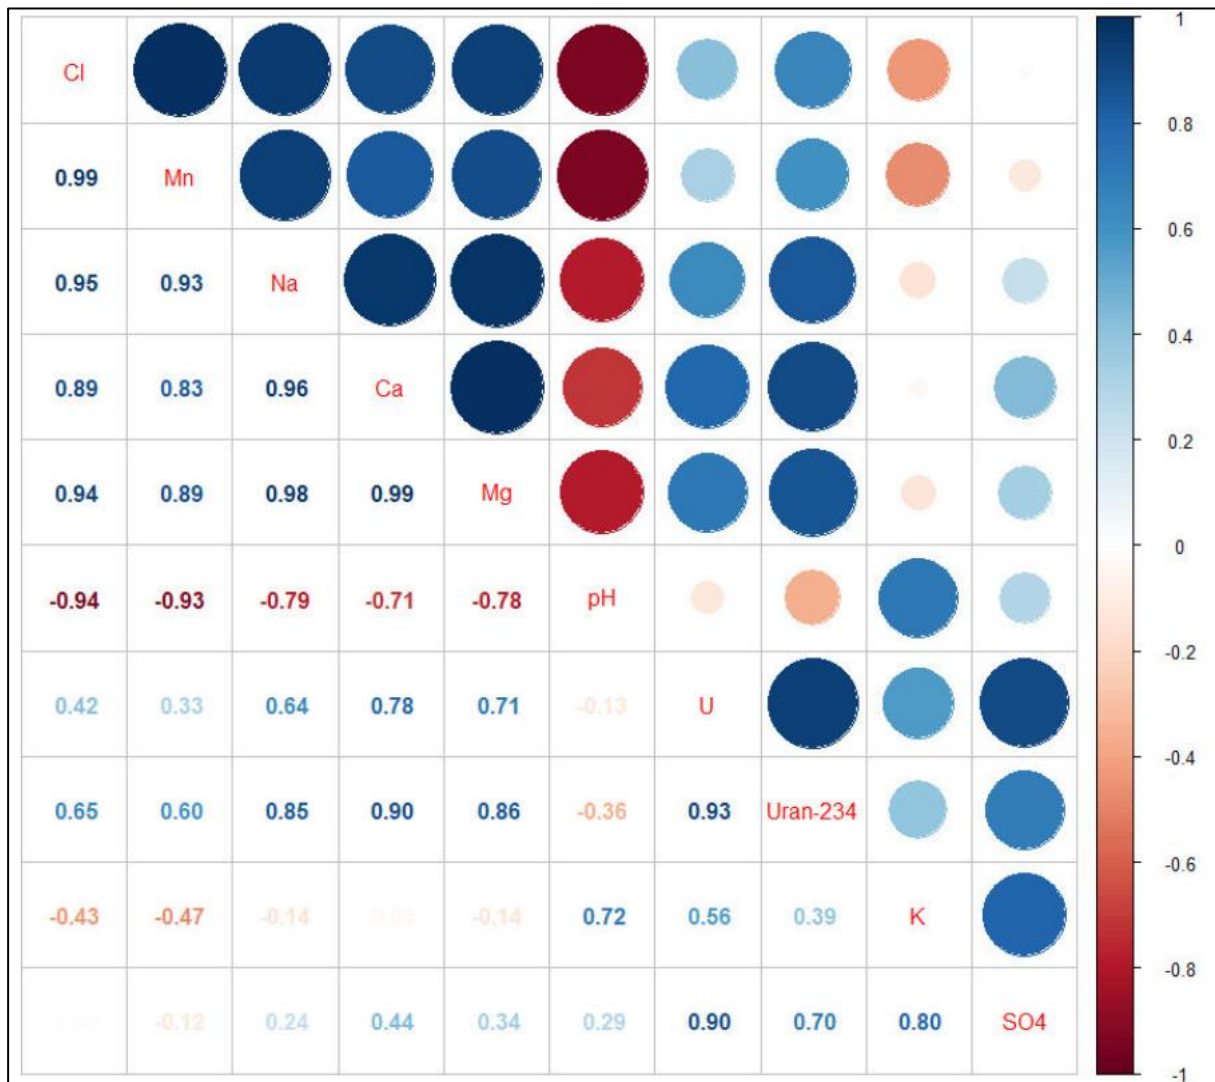 Cl
0.99 Mn
0.95 0.93 Na
0.89 0.83 0.96 Ca
0.94 0.89 0.98 0.99 Mg
-0.94 -0.93 -0.79 -0.71 -0.78 pH
0.42 0.33 0.64 0.78 0.71 -0.13 U
0.65 0.60 0.85 0.90 0.86 -0.36 0.93 Uran-234
-0.43 -0.47 -0.14 -0.14 0.72 0.56 0.39 K
-0.12 0.24 0.44 0.34 0.29 0.90 0.70 0.80 SO4
1
0.8
0.6
0.4
0.2
0
-0.2
-0.4
-0.6
-0.8
-1